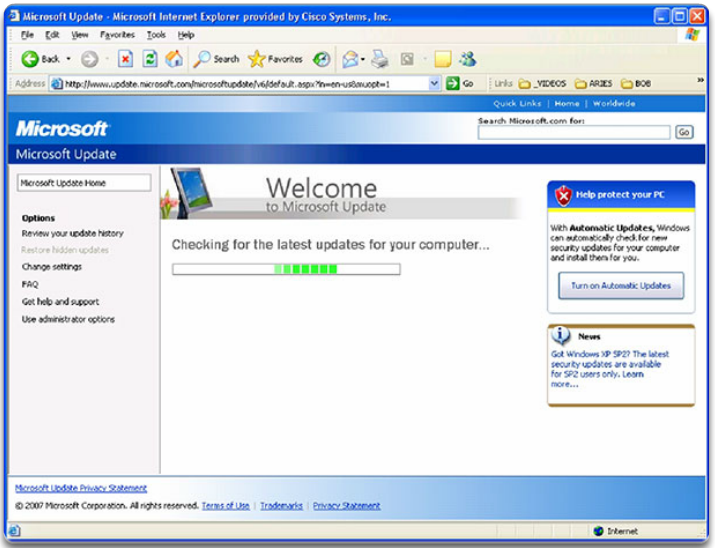 Microsoft Update - Microsoft Internet Explorer provided by Cisco Systems, Inc.
File Edit View Favorites Tools Help
Back Search Favorites
Address http://www.update.microsoft.com/microsoftupdate/v6/default.aspx?ln=en-us&muopt=1 Go Links _VIDEOS ARIES BOB »
Quick Links | Home | Worldwide
Microsoft
Search Microsoft.com for:
Go
Microsoft Update
Microsoft Update Home
Options
Review your update history
Restore hidden updates
Change settings
FAQ
Get help and support
Use administrator options
Welcome
to Microsoft Update
Checking for the latest updates for your computer...
Help protect your PC
With Automatic Updates, Windows
can automatically check for new
security updates for your computer
and install them for you.
Turn on Automatic Updates
News
Got Windows XP SP2? The latest
security updates are available
for SP2 users only. Learn
more...
Microsoft Update Privacy Statement
© 2007 Microsoft Corporation. All rights reserved. Terms of Use | Trademarks | Privacy Statement
Internet